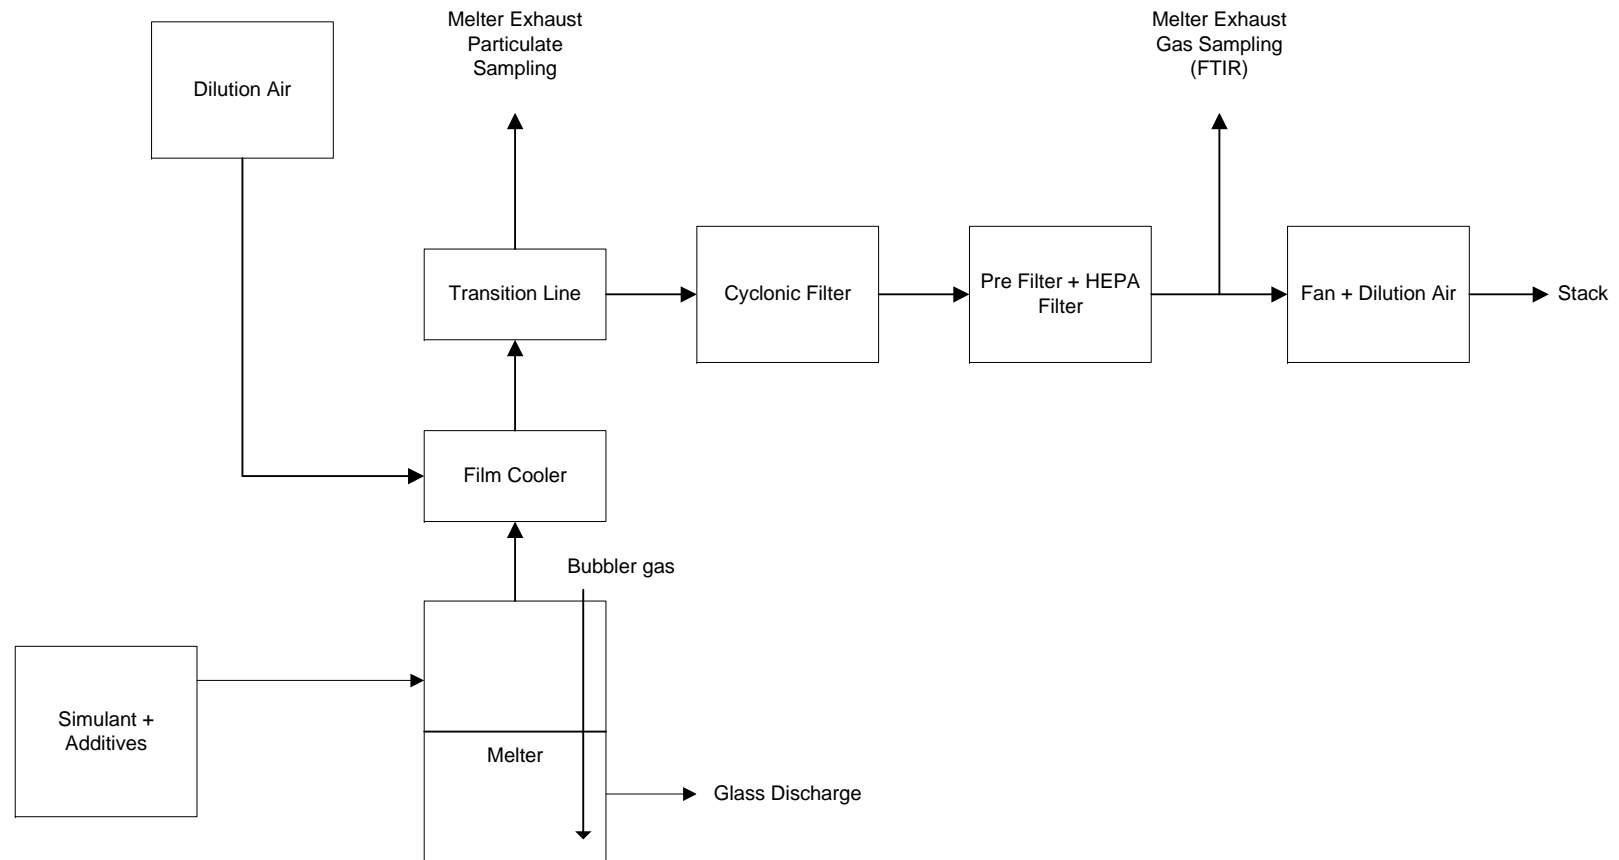 Melter Exhaust
Particulate
Sampling
Melter Exhaust
Gas Sampling
(FTIR)
Dilution Air
Transition Line
Cyclonic Filter
Pre Filter + HEPA
Filter
Fan + Dilution Air
Stack
Film Cooler
Bubbler gas
Simulant +
Additives
Melter
Glass Discharge